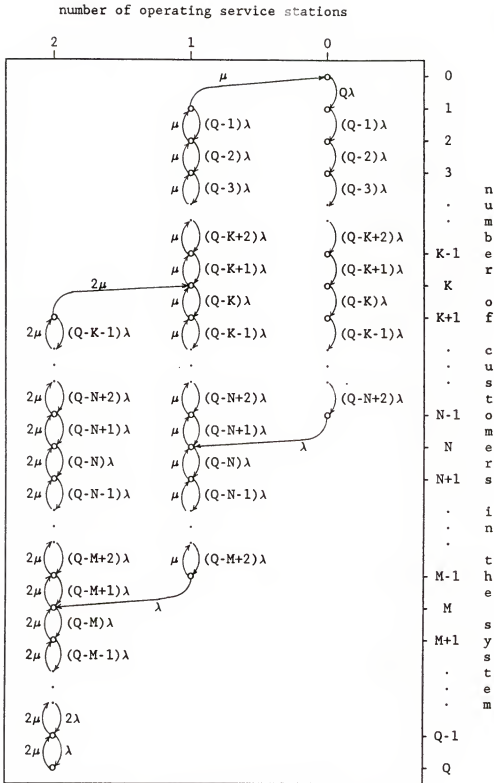 number of operating service stations
2 1 0
μ 0
Qλ
1
μ (Q-1)λ (Q-1)λ
2
μ (Q-2)λ (Q-2)λ
3
μ (Q-3)λ (Q-3)λ
μ (Q-K+2)λ (Q-K+2)λ
K-1
μ (Q-K+1)λ (Q-K+1)λ
2μ K
μ (Q-K)λ (Q-K)λ
K+1
2μ (Q-K-1)λ μ (Q-K-1)λ (Q-K-1)λ
2μ (Q-N+2)λ μ (Q-N+2)λ (Q-N+2)λ
N-1
2μ (Q-N+1)λ μ (Q-N+1)λ
λ N
2μ (Q-N)λ μ (Q-N)λ
N+1
2μ (Q-N-1)λ μ (Q-N-1)λ
2μ (Q-M+2)λ μ (Q-M+2)λ
M-1
2μ (Q-M+1)λ
λ M
2μ (Q-M)λ
M+1
2μ (Q-M-1)λ
2μ 2λ
Q-1
2μ λ
Q
number of customers in the system